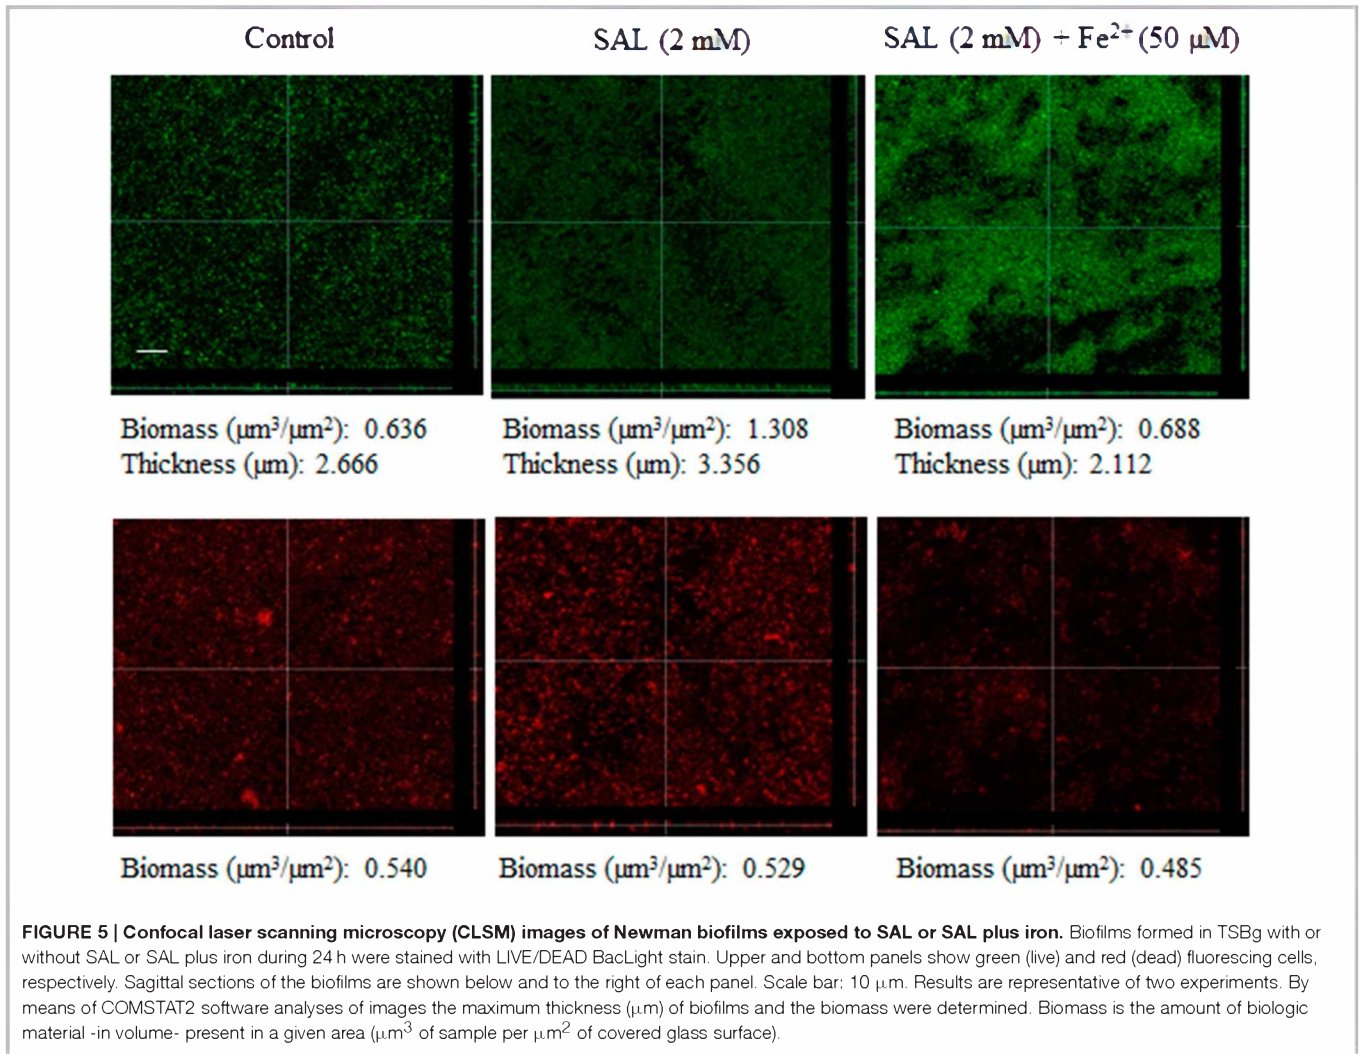 Control
SAL (2 mM)
SAL (2 mM) + Fe²⁺ (50 µM)
Biomass (µm³/µm²): 0.636
Thickness (µm): 2.666
Biomass (µm³/µm²): 1.308
Thickness (µm): 3.356
Biomass (µm³/µm²): 0.688
Thickness (µm): 2.112
Biomass (µm³/µm²): 0.540
Biomass (µm³/µm²): 0.529
Biomass (µm³/µm²): 0.485
FIGURE 5 | Confocal laser scanning microscopy (CLSM) images of Newman biofilms exposed to SAL or SAL plus iron. Biofilms formed in TSBg with or
without SAL or SAL plus iron during 24 h were stained with LIVE/DEAD BacLight stain. Upper and bottom panels show green (live) and red (dead) fluorescing cells,
respectively. Sagittal sections of the biofilms are shown below and to the right of each panel. Scale bar: 10 µm. Results are representative of two experiments. By
means of COMSTAT2 software analyses of images the maximum thickness (µm) of biofilms and the biomass were determined. Biomass is the amount of biologic
material -in volume- present in a given area (µm³ of sample per µm² of covered glass surface).